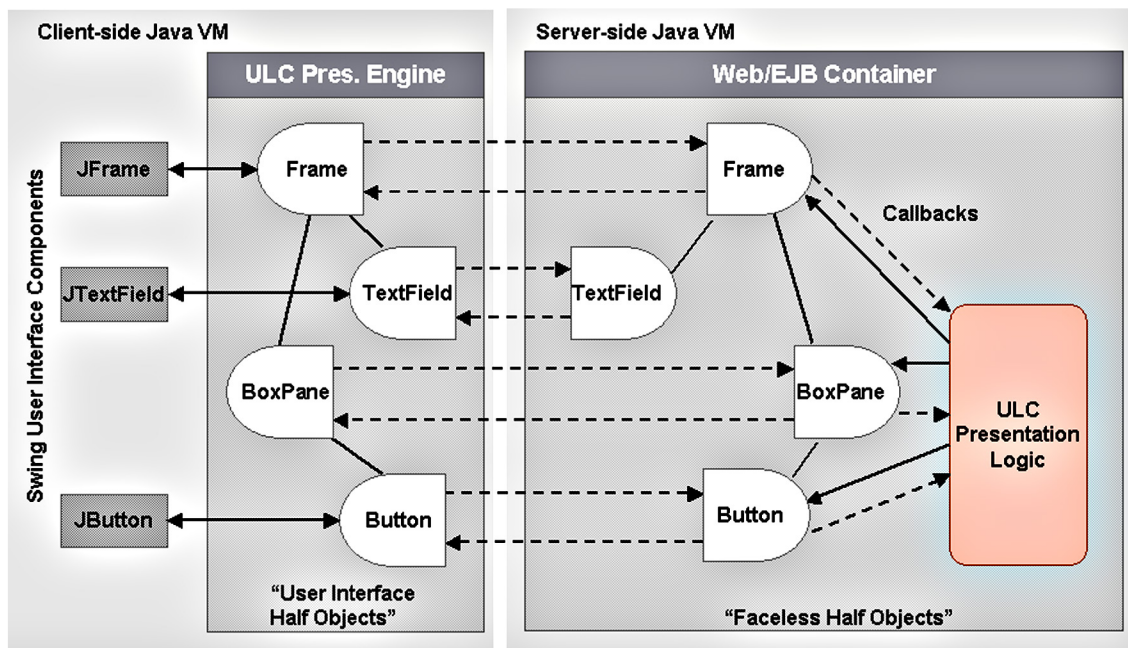 Client-side Java VM
Server-side Java VM
ULC Pres. Engine
Web/EJB Container
Swing User Interface Components
JFrame
Frame
Frame
Callbacks
JTextField
TextField
TextField
BoxPane
BoxPane
ULC
Presentation
Logic
JButton
Button
Button
“User Interface
Half Objects”
“Faceless Half Objects”